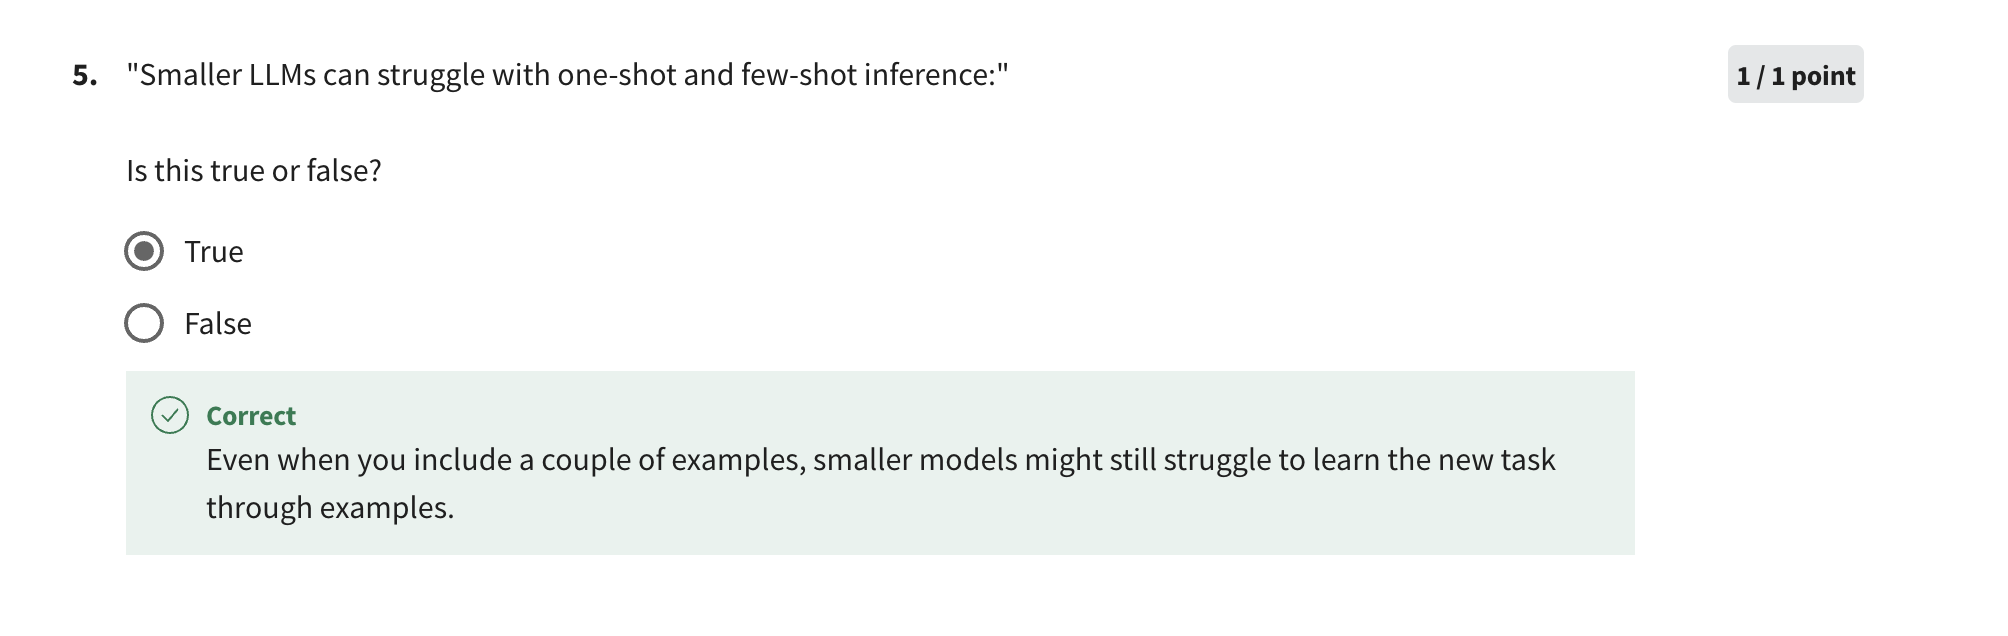 5. "Smaller LLMs can struggle with one-shot and few-shot inference:"
1 / 1 point
Is this true or false?
True
False
Correct
Even when you include a couple of examples, smaller models might still struggle to learn the new task
through examples.